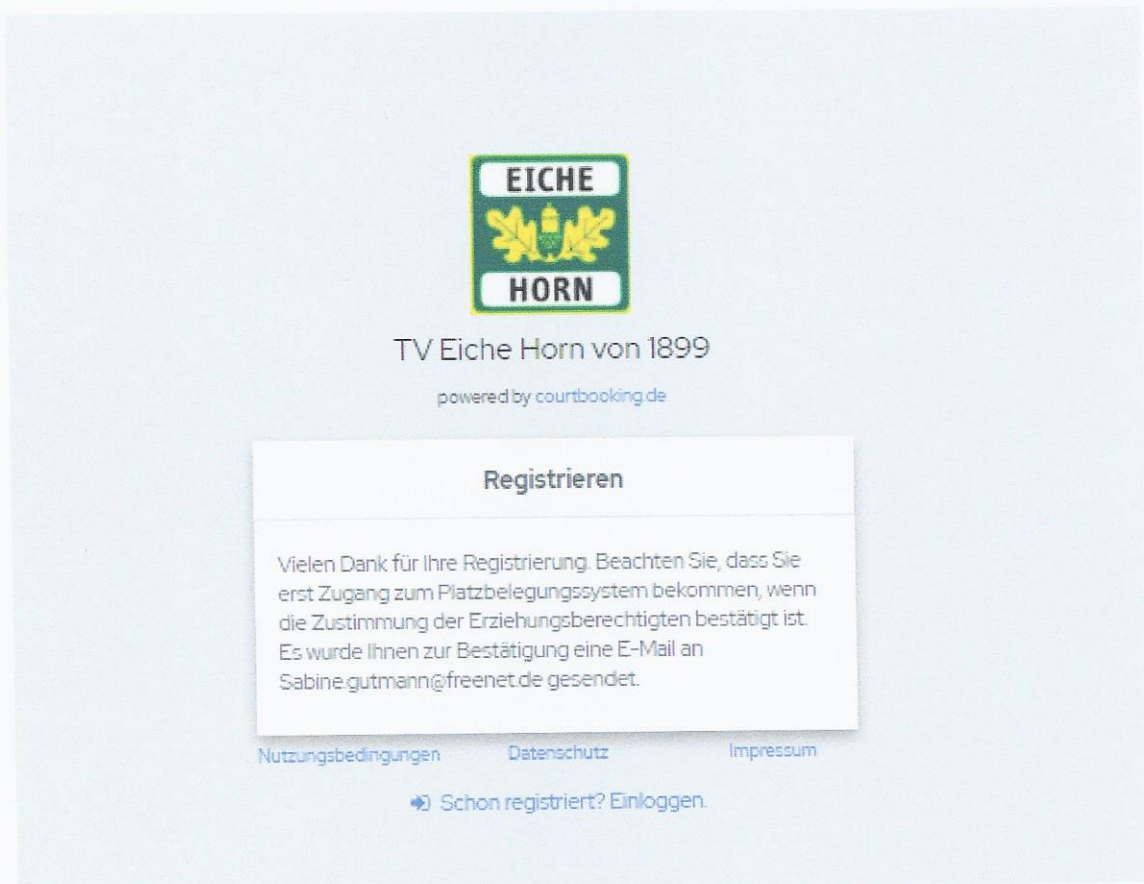 EICHE
HORN
TV Eiche Horn von 1899
powered by courtbooking.de
Registrieren
Vielen Dank für Ihre Registrierung. Beachten Sie, dass Sie
erst Zugang zum Platzbelegungssystem bekommen, wenn
die Zustimmung der Erziehungsberechtigten bestätigt ist.
Es wurde Ihnen zur Bestätigung eine E-Mail an
Sabine.gutmann@freenet.de gesendet.
Nutzungsbedingungen Datenschutz Impressum
Schon registriert? Einloggen.